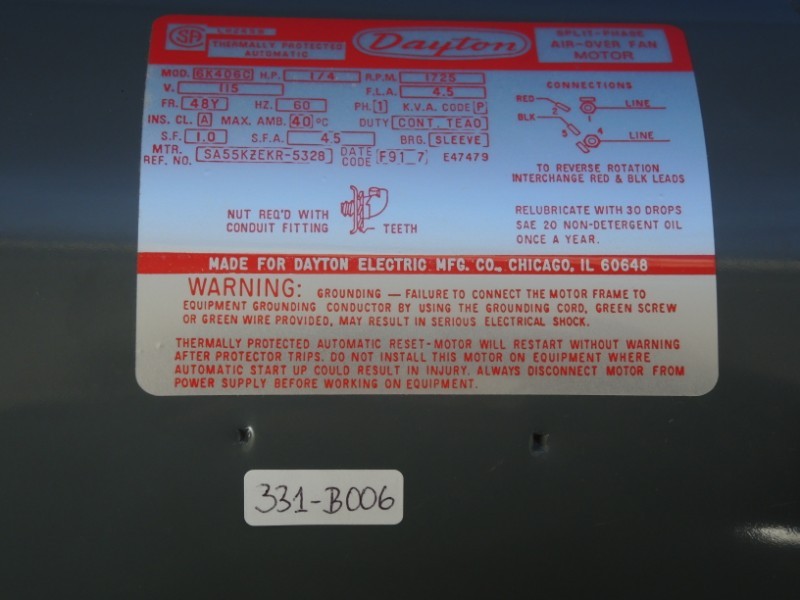 SA LR2688 Dayton SPLIT-PHASE
THERMALLY PROTECTED AIR-OVER FAN
AUTOMATIC MOTOR
MOD. 6K406C H.P. 1/4 R.P.M. 1725
V. 115 F.L.A. 4.5
FR. 48Y HZ. 60 PH. 1 K.V.A. CODE P
INS. CL. A MAX. AMB. 40 °C DUTY CONT. TEAO
S.F. 1.0 S.F.A. 4.5 BRG. SLEEVE
MTR. REF. NO. SA55KZEKR-5328 DATE CODE F91_7 E47479
CONNECTIONS
RED 2 1 LINE
BLK 5 4 LINE
TO REVERSE ROTATION
INTERCHANGE RED & BLK LEADS
NUT REQ'D WITH
CONDUIT FITTING TEETH
RELUBRICATE WITH 30 DROPS
SAE 20 NON-DETERGENT OIL
ONCE A YEAR.
MADE FOR DAYTON ELECTRIC MFG. CO., CHICAGO, IL 60648
WARNING: GROUNDING — FAILURE TO CONNECT THE MOTOR FRAME TO
EQUIPMENT GROUNDING CONDUCTOR BY USING THE GROUNDING CORD, GREEN SCREW
OR GREEN WIRE PROVIDED, MAY RESULT IN SERIOUS ELECTRICAL SHOCK.
THERMALLY PROTECTED AUTOMATIC RESET-MOTOR WILL RESTART WITHOUT WARNING
AFTER PROTECTOR TRIPS. DO NOT INSTALL THIS MOTOR ON EQUIPMENT WHERE
AUTOMATIC START UP COULD RESULT IN INJURY. ALWAYS DISCONNECT MOTOR FROM
POWER SUPPLY BEFORE WORKING ON EQUIPMENT.
331-B006